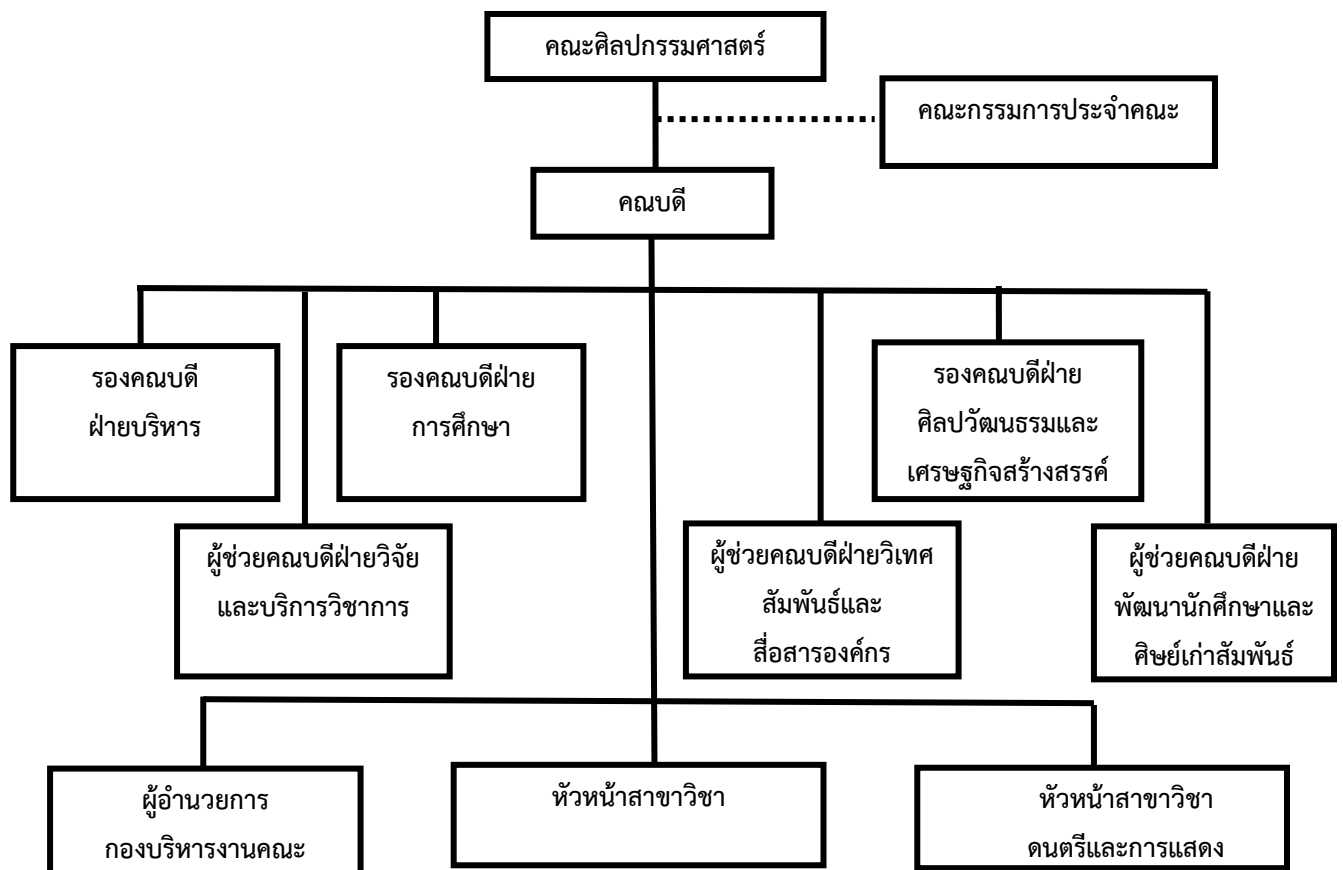 คณะศิลปกรรมศาสตร์
คณะกรรมการประจำคณะ
คณบดี
รองคณบดี
ฝ่ายบริหาร
รองคณบดีฝ่าย
การศึกษา
รองคณบดีฝ่าย
ศิลปวัฒนธรรมและ
เศรษฐกิจสร้างสรรค์
ผู้ช่วยคณบดีฝ่ายวิจัย
และบริการวิชาการ
ผู้ช่วยคณบดีฝ่ายวิเทศ
สัมพันธ์และ
สื่อสารองค์กร
ผู้ช่วยคณบดีฝ่าย
พัฒนานักศึกษาและ
ศิษย์เก่าสัมพันธ์
ผู้อำนวยการ
กองบริหารงานคณะ
หัวหน้าสาขาวิชา
หัวหน้าสาขาวิชา
ดนตรีและการแสดง